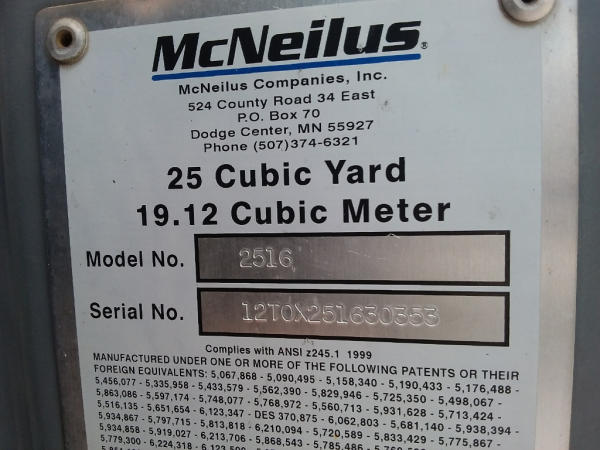 McNeilus®
McNeilus Companies, Inc.
524 County Road 34 East
P.O. Box 70
Dodge Center, MN 55927
Phone (507)374-6321
25 Cubic Yard
19.12 Cubic Meter
Model No. 2516
Serial No. 12T0X251630353
Complies with ANSI z245.1 1999
MANUFACTURED UNDER ONE OR MORE OF THE FOLLOWING PATENTS OR THEIR
FOREIGN EQUIVALENTS: 5,067,868 - 5,090,495 - 5,158,340 - 5,190,433 - 5,176,488 -
5,456,077 - 5,335,958 - 5,433,579 - 5,562,390 - 5,829,946 - 5,725,350 - 5,498,067 -
5,863,086 - 5,597,174 - 5,748,077 - 5,768,972 - 5,560,713 - 5,931,628 - 5,713,424 -
5,516,135 - 5,651,654 - 6,123,347 - DES 370,875 - 6,062,803 - 5,681,140 - 5,938,394 -
5,934,867 - 5,797,715 - 5,813,818 - 6,210,094 - 5,720,589 - 5,833,429 - 5,775,867 -
5,934,858 - 5,919,027 - 6,213,706 - 5,868,543 - 5,785,486 -
5,779,300 - 6,224,318 -